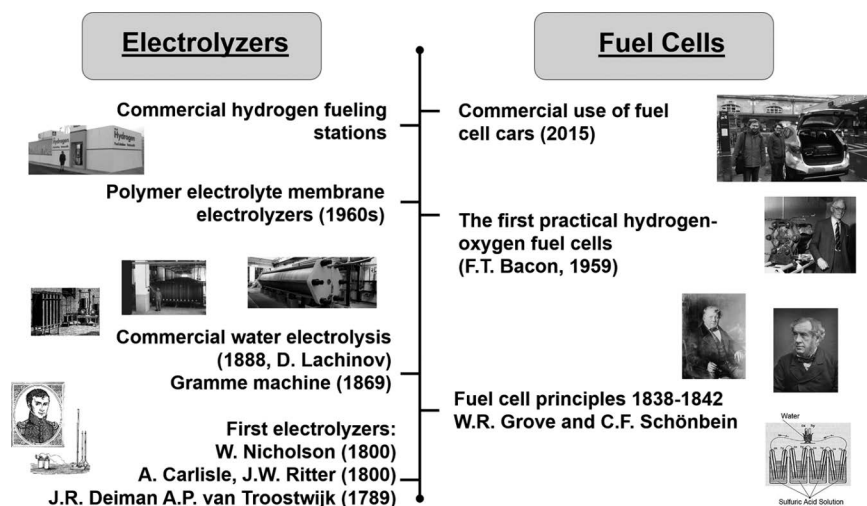 Electrolyzers
Commercial hydrogen fueling
stations
Hydrogen
Polymer electrolyte membrane
electrolyzers (1960s)
Commercial water electrolysis
(1888, D. Lachinov)
Gramme machine (1869)
First electrolyzers:
W. Nicholson (1800)
A. Carlisle, J.W. Ritter (1800)
J.R. Deiman A.P. van Troostwijk (1789)
Fuel Cells
Commercial use of fuel
cell cars (2015)
The first practical hydrogen-
oxygen fuel cells
(F.T. Bacon, 1959)
Fuel cell principles 1838-1842
W.R. Grove and C.F. Schönbein
Water
Sulfuric Acid Solution